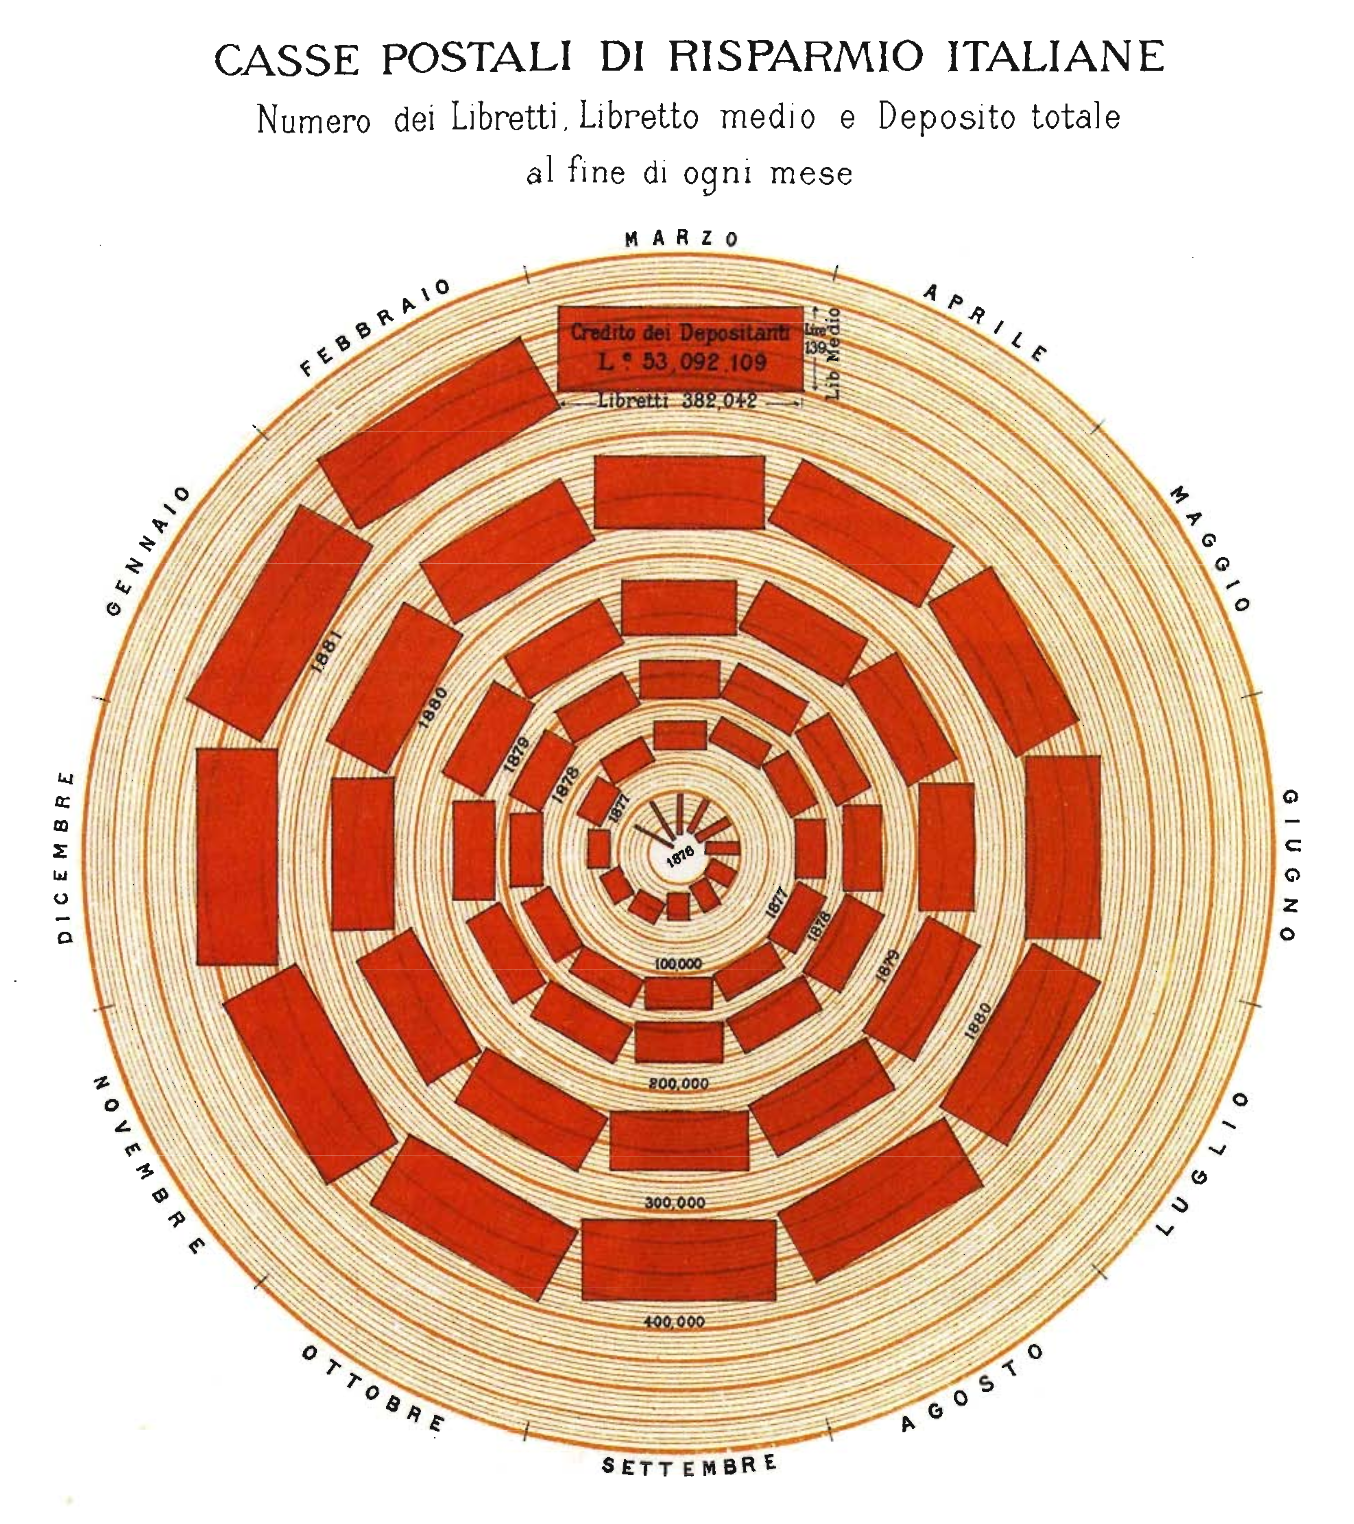 CASSE POSTALI DI RISPARMIO ITALIANE
Numero dei Libretti, Libretto medio e Deposito totale
al fine di ogni mese
MARZO
APRILE
MAGGIO
GIUGNO
LUGLIO
AGOSTO
SETTEMBRE
OTTOBRE
NOVEMBRE
DICEMBRE
GENNAIO
FEBBRAIO
Credito dei Depositanti
L.e 53,092,109
Libretti 382,042
Lire
139
Lib Medio
1881
1880
1879
1878
1877
1876
1877
1878
1879
1880
100,000
200,000
300,000
400,000